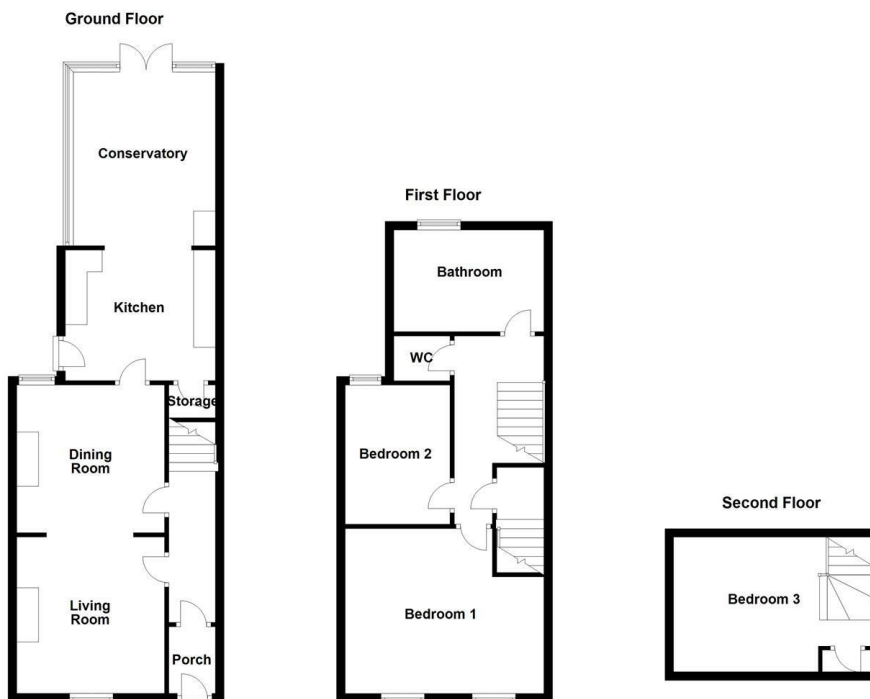 Ground Floor
Conservatory
Kitchen
Storage
Dining
Room
Living
Room
Porch
First Floor
Bathroom
WC
Bedroom 2
Bedroom 1
Second Floor
Bedroom 3